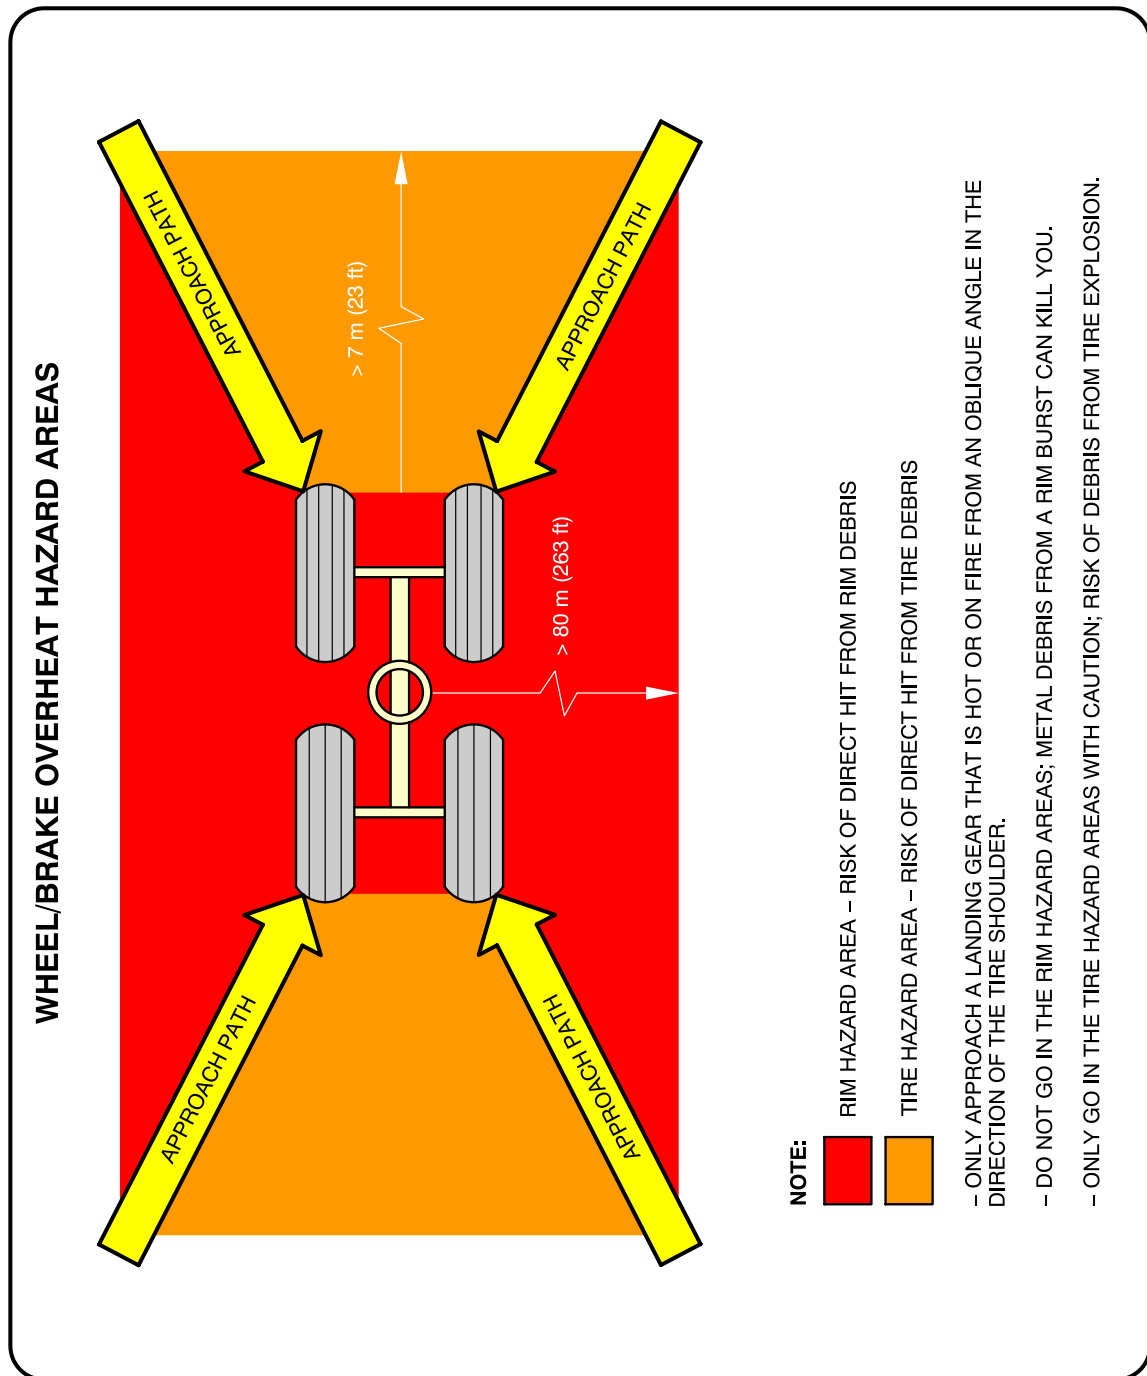 WHEEL/BRAKE OVERHEAT HAZARD AREAS
APPROACH PATH
APPROACH PATH
> 7 m (23 ft)
> 80 m (263 ft)
APPROACH PATH
APPROACH PATH
NOTE:
RIM HAZARD AREA – RISK OF DIRECT HIT FROM RIM DEBRIS
TIRE HAZARD AREA – RISK OF DIRECT HIT FROM TIRE DEBRIS
– ONLY APPROACH A LANDING GEAR THAT IS HOT OR ON FIRE FROM AN OBLIQUE ANGLE IN THE
DIRECTION OF THE TIRE SHOULDER.
– DO NOT GO IN THE RIM HAZARD AREAS; METAL DEBRIS FROM A RIM BURST CAN KILL YOU.
– ONLY GO IN THE TIRE HAZARD AREAS WITH CAUTION; RISK OF DEBRIS FROM TIRE EXPLOSION.